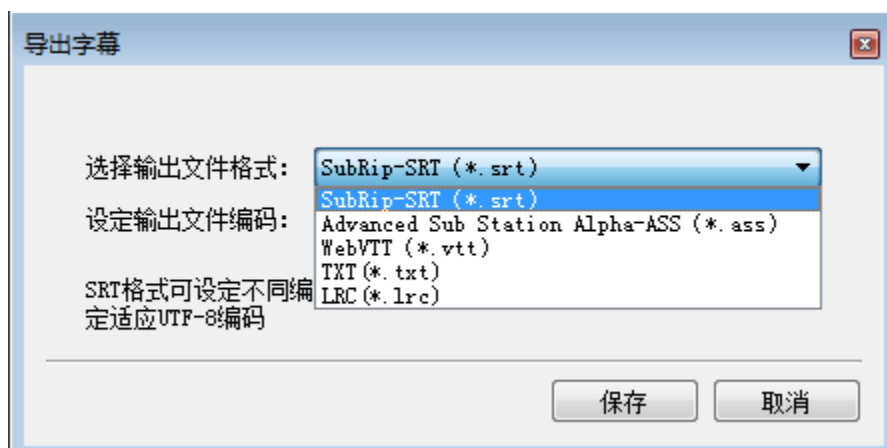 导出字幕
选择输出文件格式: SubRip-SRT (*.srt)
SubRip-SRT (*.srt)
设定输出文件编码: Advanced Sub Station Alpha-ASS (*.ass)
WebVTT (*.vtt)
TXT(*.txt)
SRT格式可设定不同编 LRC(*.lrc)
定适应UTF-8编码
保存 取消